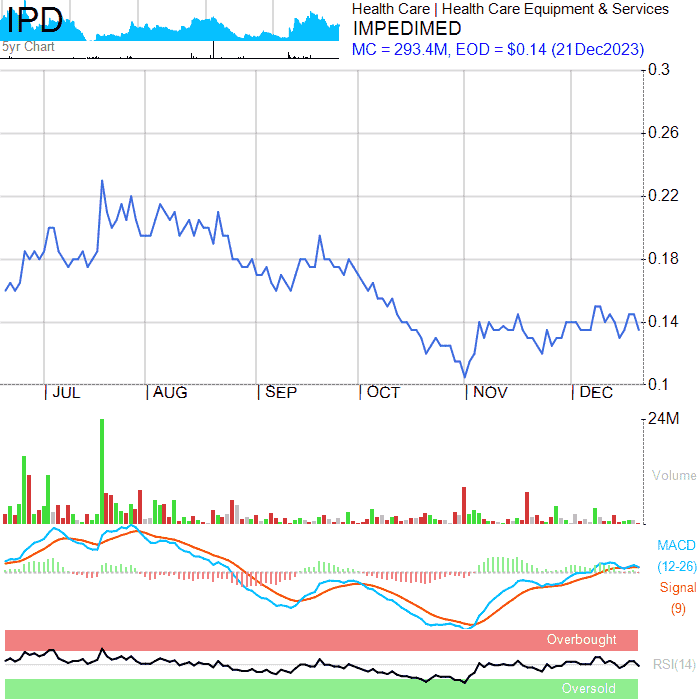 IPD
5yr Chart
Health Care | Health Care Equipment & Services
IMPEDIMED
MC = 293.4M, EOD = $0.14 (21Dec2023)
0.3
0.26
0.22
0.18
0.14
0.1
JUL
AUG
SEP
OCT
NOV
DEC
24M
Volume
MACD
(12-26)
Signal
(9)
Overbought
RSI(14)
Oversold